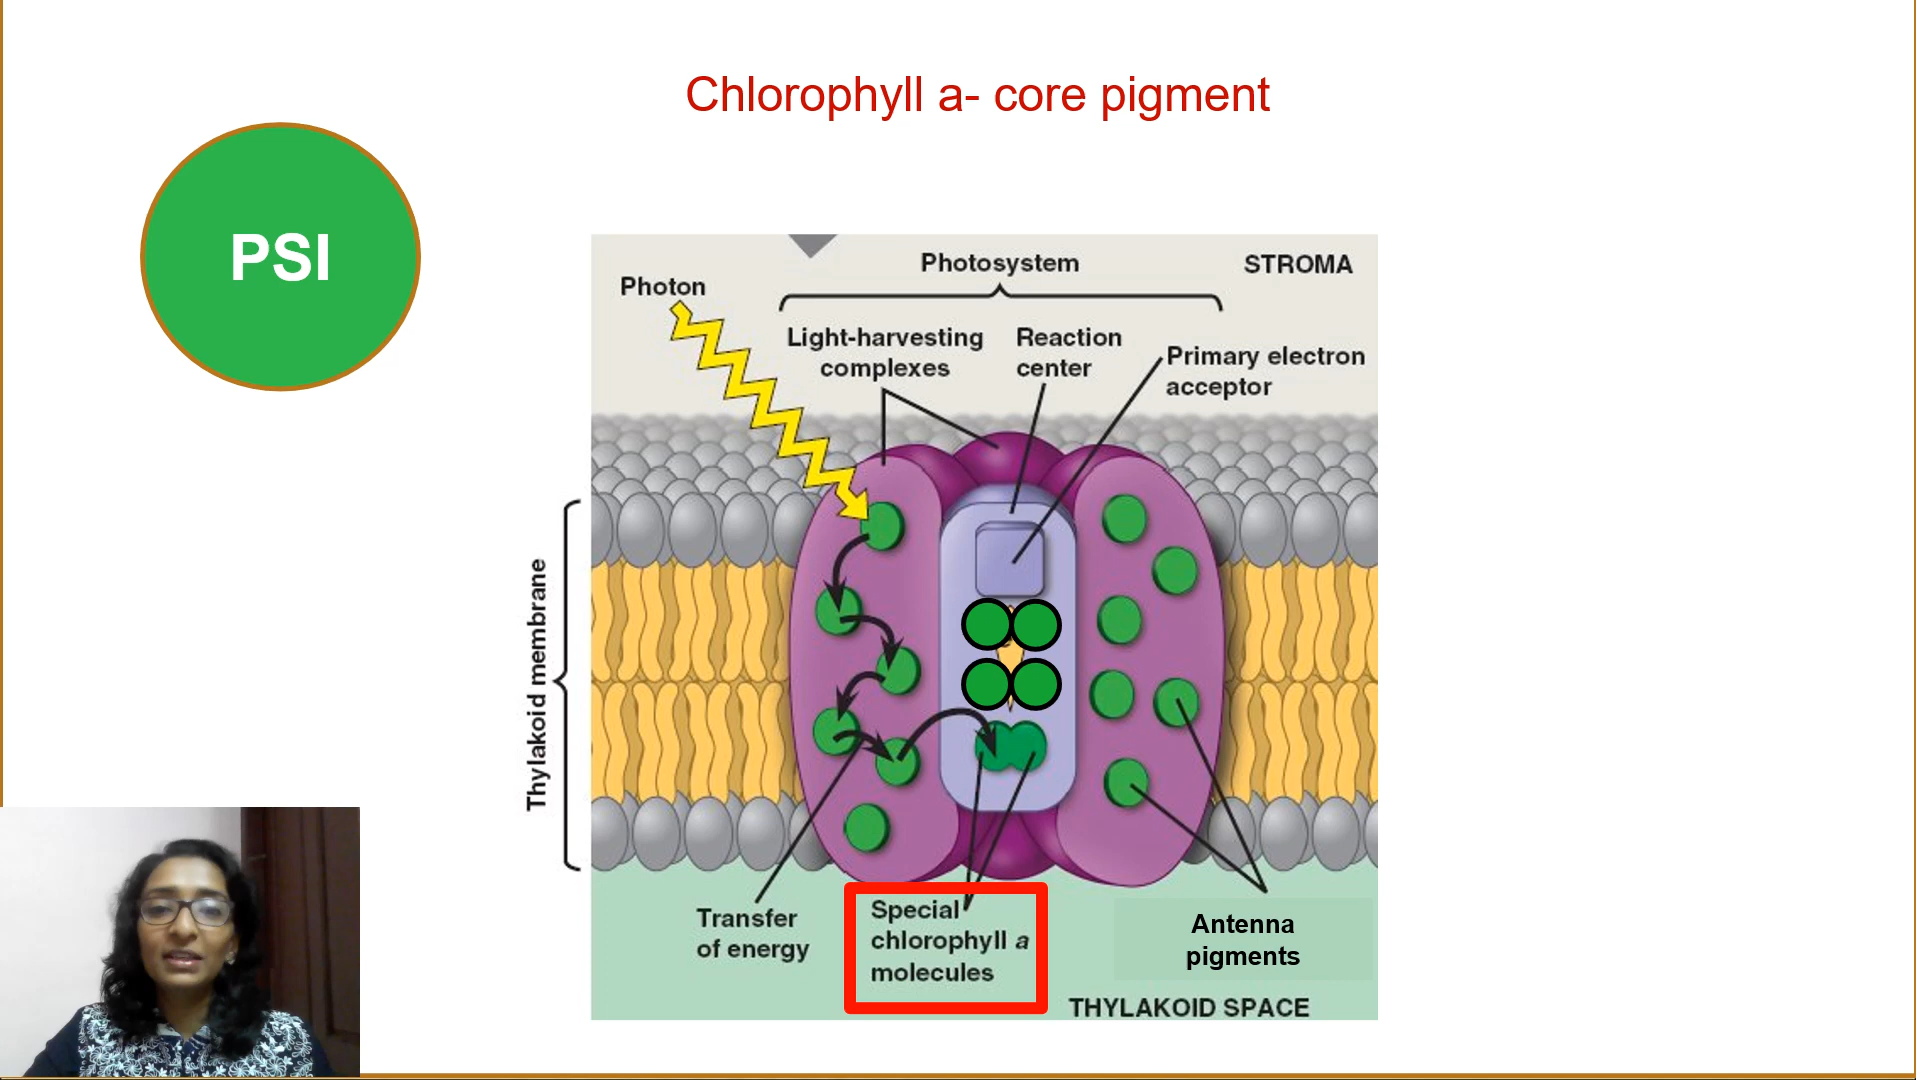 Chlorophyll a- core pigment
PSI
Photosystem
STROMA
Photon
Light-harvesting
complexes
Reaction
center
Primary electron
acceptor
Thylakoid membrane
Transfer
of energy
Special
chlorophyll a
molecules
Antenna
pigments
THYLAKOID SPACE